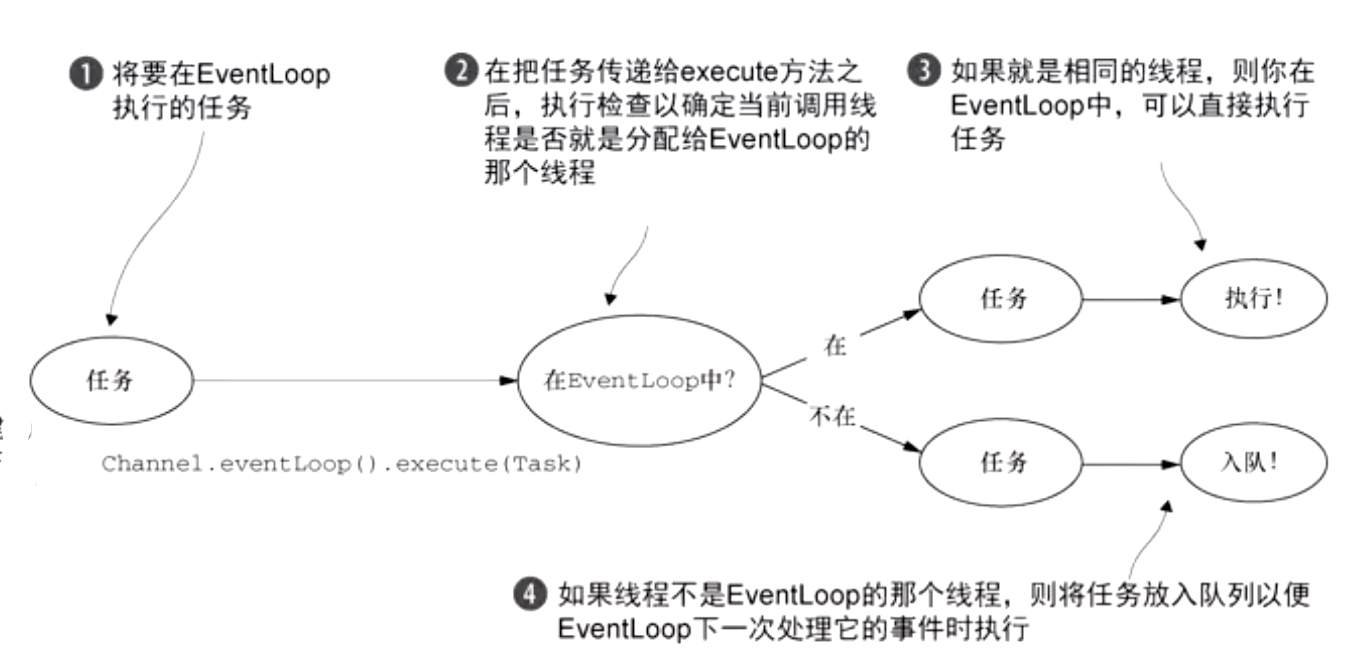 1 将要在EventLoop
执行的任务
2 在把任务传递给execute方法之
后，执行检查以确定当前调用线
程是否就是分配给EventLoop的
那个线程
3 如果就是相同的线程，则你在
EventLoop中，可以直接执行
任务
任务
在EventLoop中?
在
任务
执行!
不在
任务
入队!
Channel.eventLoop().execute(Task)
4 如果线程不是EventLoop的那个线程，则将任务放入队列以便
EventLoop下一次处理它的事件时执行